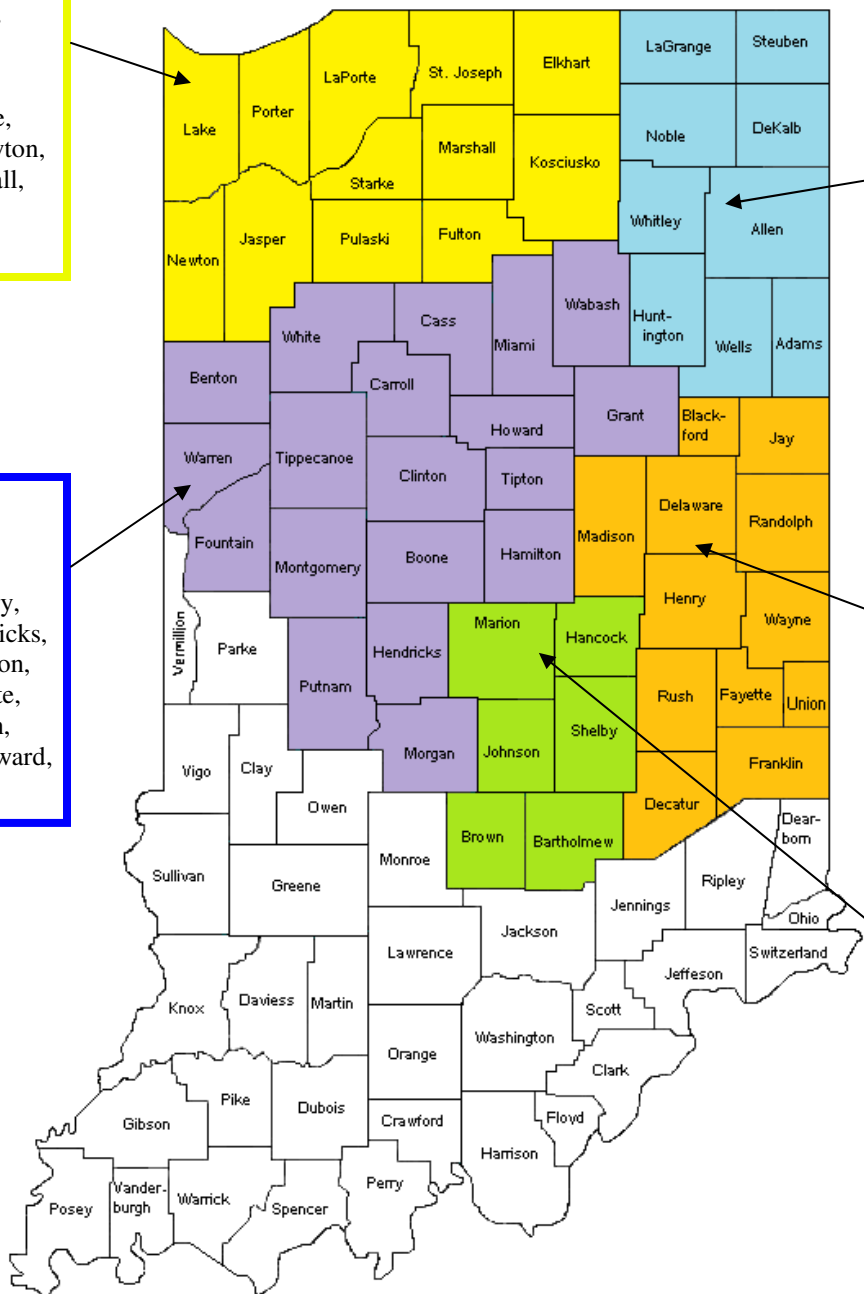 e,
yton,
all,
y,
icks,
on,
te,
n,
ward,
LaGrange
Steuben
Elkhart
St. Joseph
LaPorte
Porter
Lake
Noble
DeKalb
Marshall
Kosciusko
Starke
Whitley
Allen
Newton
Jasper
Pulaski
Fulton
Wabash
Hunt-
ington
White
Cass
Miami
Wells
Adams
Benton
Carroll
Grant
Black-
ford
Jay
Howard
Warren
Tippecanoe
Clinton
Tipton
Delaware
Randolph
Madison
Fountain
Montgomery
Boone
Hamilton
Henry
Wayne
Vermillion
Parke
Hendricks
Marion
Hancock
Putnam
Rush
Fayette
Union
Morgan
Johnson
Shelby
Franklin
Vigo
Clay
Owen
Decatur
Dear-
born
Brown
Bartholmew
Monroe
Sullivan
Greene
Ripley
Jennings
Ohio
Jackson
Lawrence
Switzerland
Jeffeson
Knox
Daviess
Martin
Scott
Washington
Orange
Clark
Pike
Dubois
Gibson
Crawford
Floyd
Harrison
Perry
Posey
Vander-
burgh
Warrick
Spencer